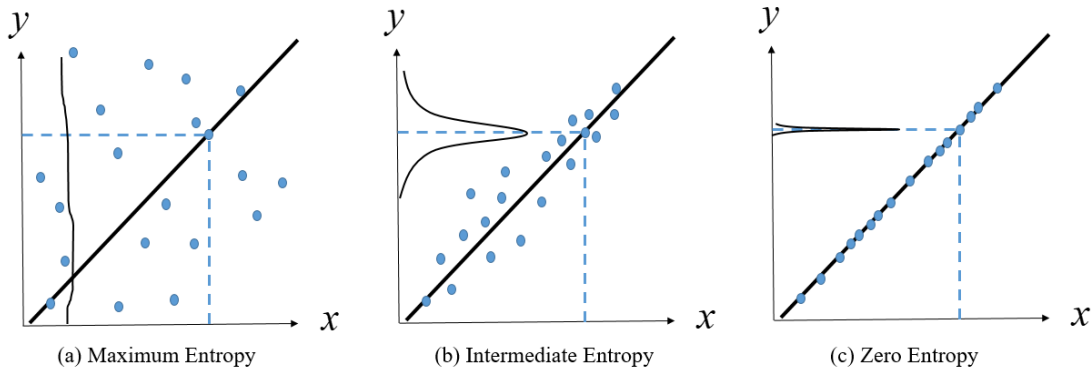 y
y
y
x
x
x
(a) Maximum Entropy
(b) Intermediate Entropy
(c) Zero Entropy